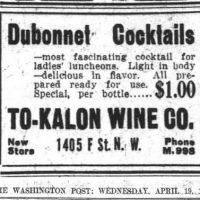 Dubonnet Cocktails
—most fascinating cocktail for
ladies' luncheons. Light in body
—delicious in flavor. All pre-
pared ready for use.
Special, per bottle...... $1.00
TO-KALON WINE CO.
New Store 1405 F St. N. W. Phone M. 998
THE WASHINGTON POST: WEDNESDAY, APRIL 19, 1